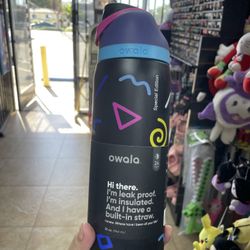 owala
Special Edition
owala
Hi there.
I'm leak proof.
I'm insulated.
And I have a
built-in straw.